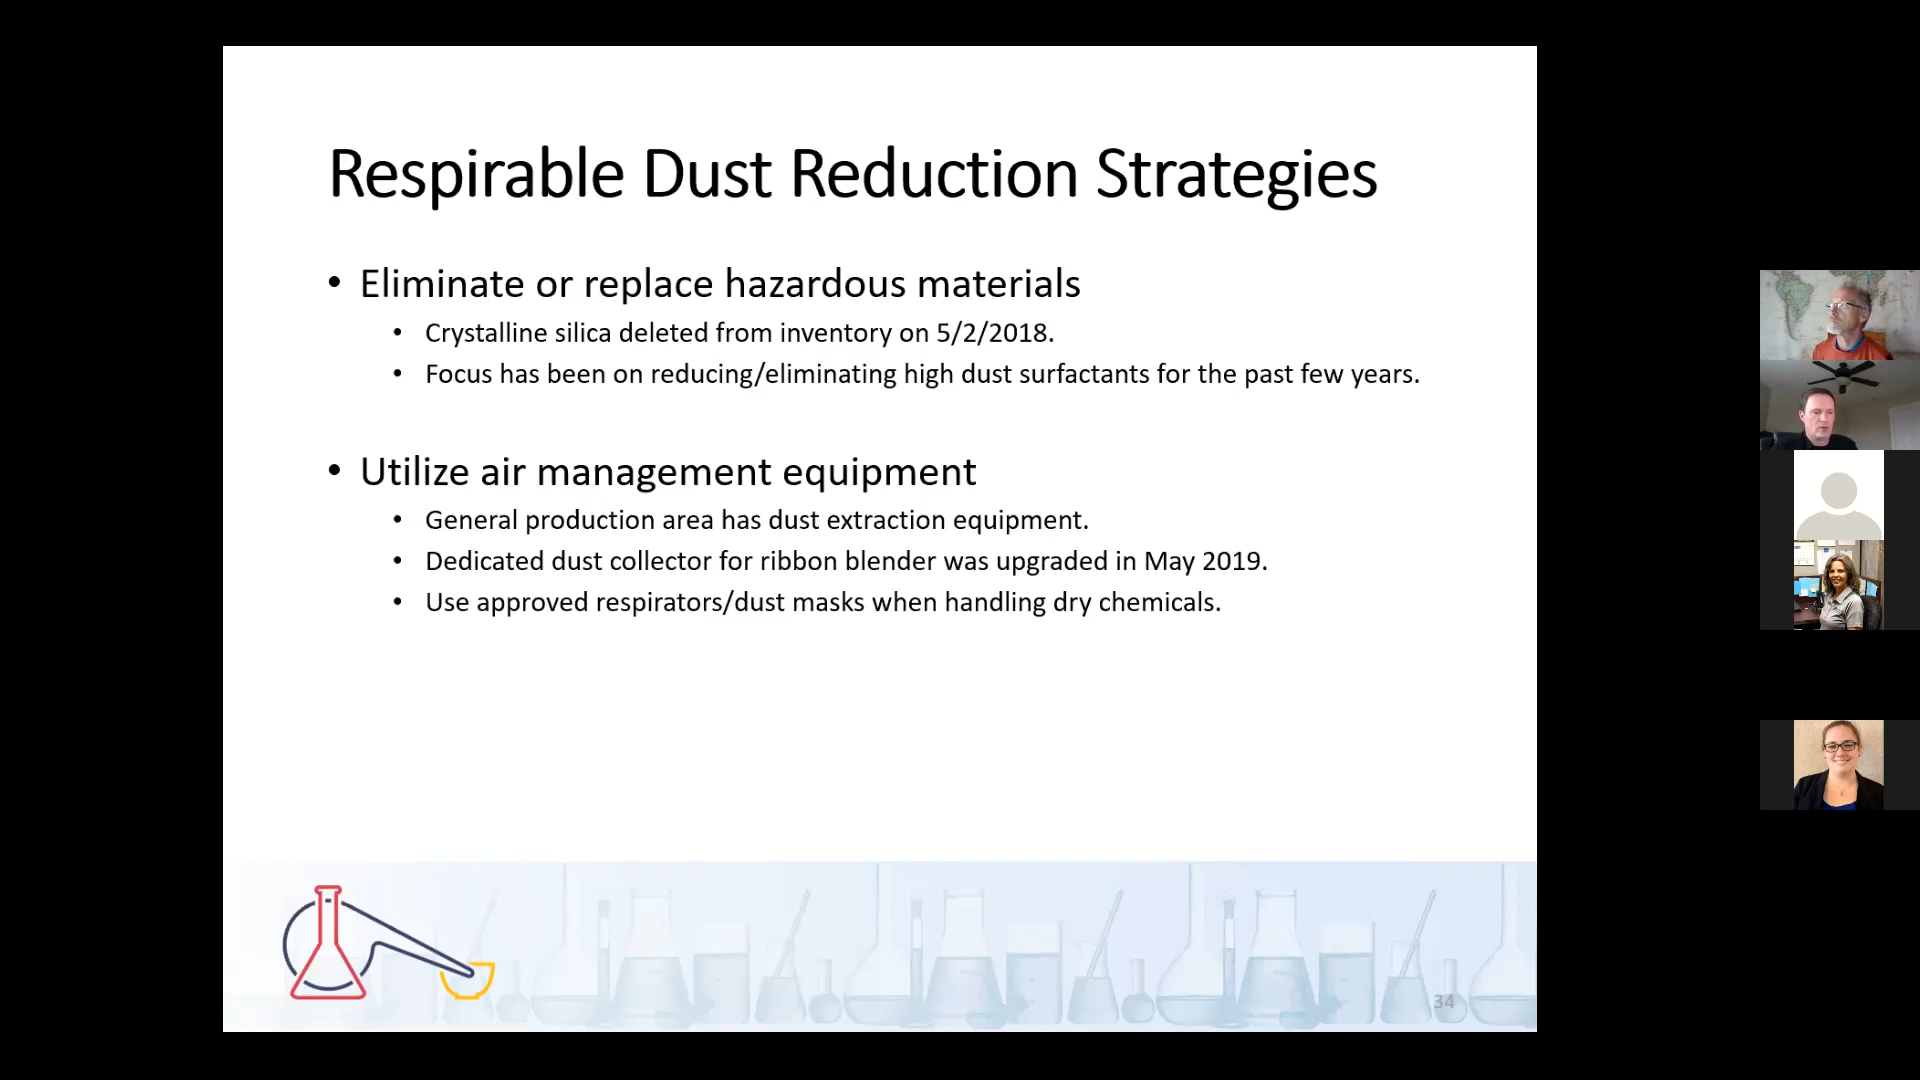 Respirable Dust Reduction Strategies
• Eliminate or replace hazardous materials
• Crystalline silica deleted from inventory on 5/2/2018.
• Focus has been on reducing/eliminating high dust surfactants for the past few years.
• Utilize air management equipment
• General production area has dust extraction equipment.
• Dedicated dust collector for ribbon blender was upgraded in May 2019.
• Use approved respirators/dust masks when handling dry chemicals.
34